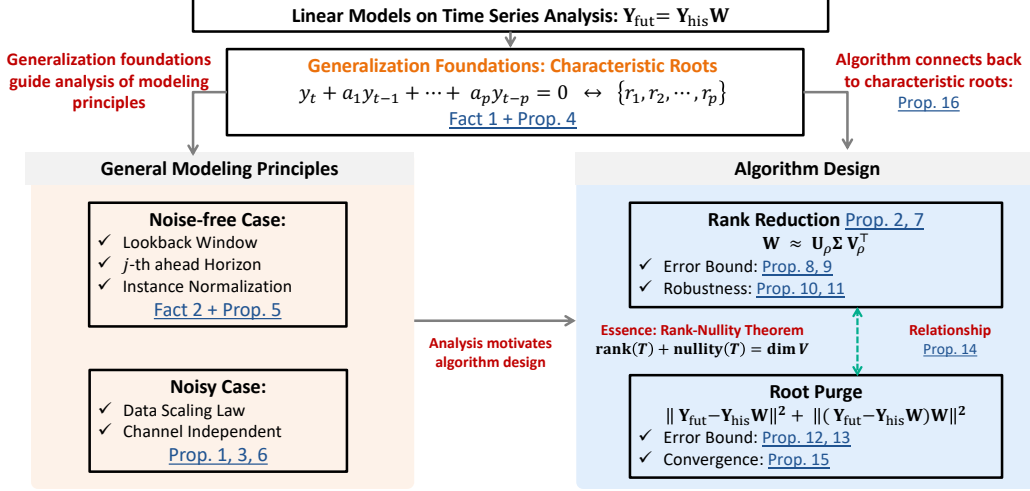 Linear Models on Time Series Analysis: Y_fut = Y_his W
Generalization foundations
guide analysis of modeling
principles
Generalization Foundations: Characteristic Roots
y_t + a_1 y_{t−1} + ⋯ + a_p y_{t−p} = 0 ↔ {r_1, r_2, ⋯, r_p}
Fact 1 + Prop. 4
Algorithm connects back
to characteristic roots:
Prop. 16
General Modeling Principles
Noise-free Case:
✓ Lookback Window
✓ j-th ahead Horizon
✓ Instance Normalization
Fact 2 + Prop. 5
Noisy Case:
✓ Data Scaling Law
✓ Channel Independent
Prop. 1, 3, 6
Analysis motivates
algorithm design
Algorithm Design
Rank Reduction Prop. 2, 7
W ≈ U_ρ Σ V_ρ^⊤
✓ Error Bound: Prop. 8, 9
✓ Robustness: Prop. 10, 11
Essence: Rank-Nullity Theorem
rank(T) + nullity(T) = dim V
Relationship
Prop. 14
Root Purge
‖ Y_fut − Y_his W‖² + ‖( Y_fut − Y_his W)W‖²
✓ Error Bound: Prop. 12, 13
✓ Convergence: Prop. 15